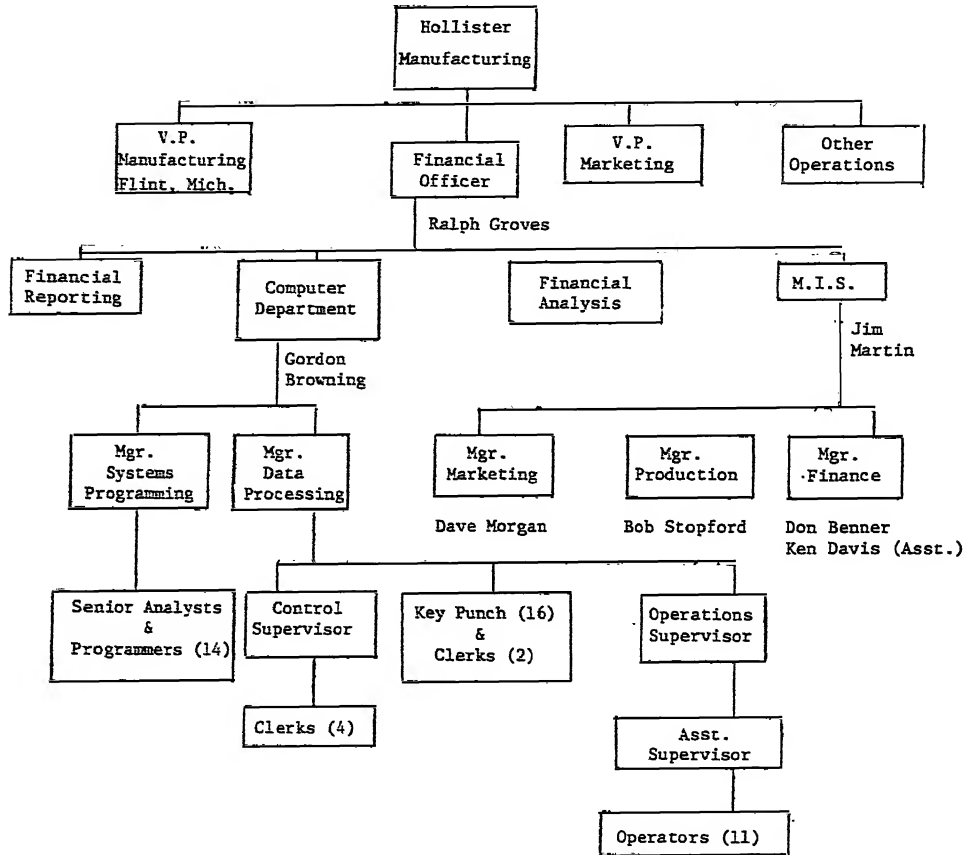 Hollister
Manufacturing
V.P.
Manufacturing
Flint, Mich.
Financial
Officer
V.P.
Marketing
Other
Operations
Ralph Groves
Financial
Reporting
Computer
Department
Financial
Analysis
M.I.S.
Gordon
Browning
Jim
Martin
Mgr.
Systems
Programming
Mgr.
Data
Processing
Mgr.
Marketing
Mgr.
Production
Mgr.
Finance
Dave Morgan
Bob Stopford
Don Benner
Ken Davis (Asst.)
Senior Analysts
&
Programmers (14)
Control
Supervisor
Key Punch (16)
&
Clerks (2)
Operations
Supervisor
Clerks (4)
Asst.
Supervisor
Operators (11)